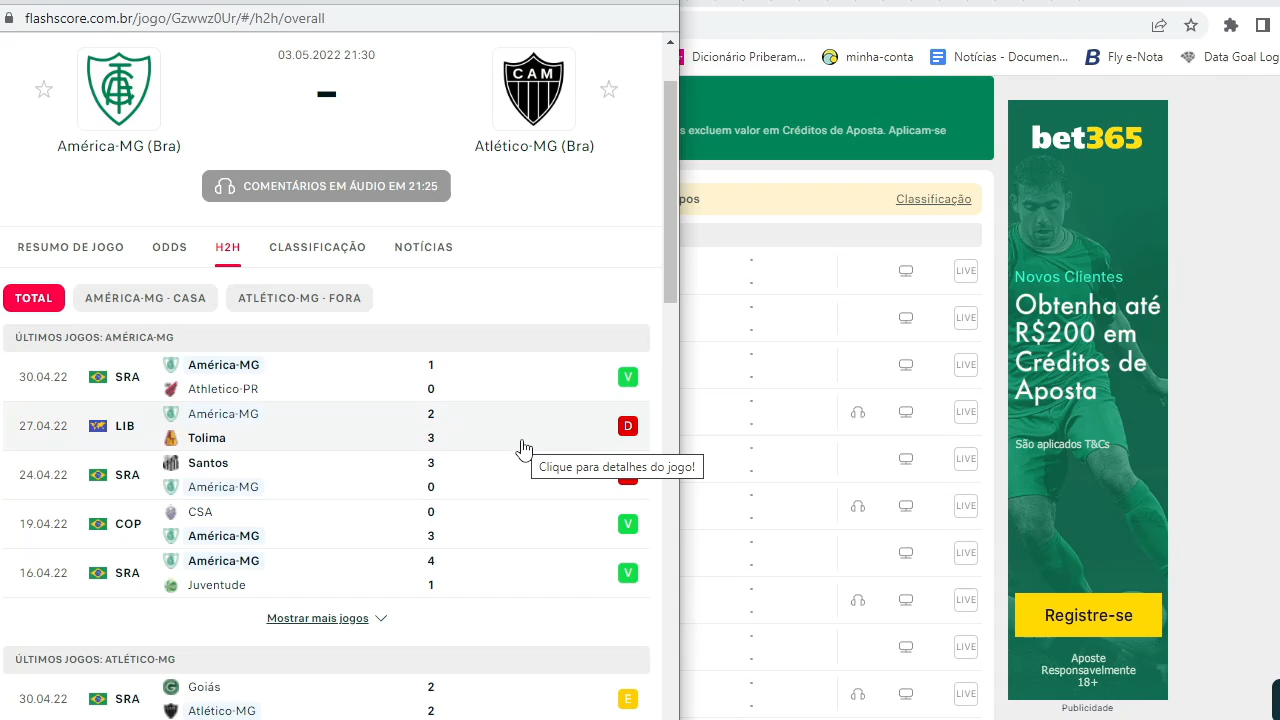 flashscore.com.br/jogo/Gzwwz0Ur/#/h2h/overall
Dicionário Priberam...
minha-conta
Notícias - Documen...
Fly e-Nota
Data Goal Log
03.05.2022 21:30
CAM
-
América-MG (Bra)
Atlético-MG (Bra)
COMENTÁRIOS EM ÁUDIO EM 21:25
RESUMO DE JOGO
ODDS
H2H
CLASSIFICAÇÃO
NOTÍCIAS
TOTAL
AMÉRICA-MG - CASA
ATLÉTICO-MG - FORA
ÚLTIMOS JOGOS: AMÉRICA-MG
30.04.22 SRA América-MG 1 V
Athletico-PR 0
27.04.22 LIB América-MG 2 D
Tolima 3
Clique para detalhes do jogo!
24.04.22 SRA Santos 3
América-MG 0
19.04.22 COP CSA 0 V
América-MG 3
16.04.22 SRA América-MG 4 V
Juventude 1
Mostrar mais jogos
ÚLTIMOS JOGOS: ATLÉTICO-MG
30.04.22 SRA Goiás 2 E
Atlético-MG 2
s excluem valor em Créditos de Aposta. Aplicam-se
pos
Classificação
- LIVE
-
- LIVE
-
- LIVE
-
- LIVE
-
- LIVE
-
- LIVE
-
- LIVE
-
- LIVE
-
- LIVE
-
- LIVE
-
bet365
Novos Clientes
Obtenha até
R$200 em
Créditos de
Aposta
São aplicados T&Cs
Registre-se
Aposte
Responsavelmente
18+
Publicidade